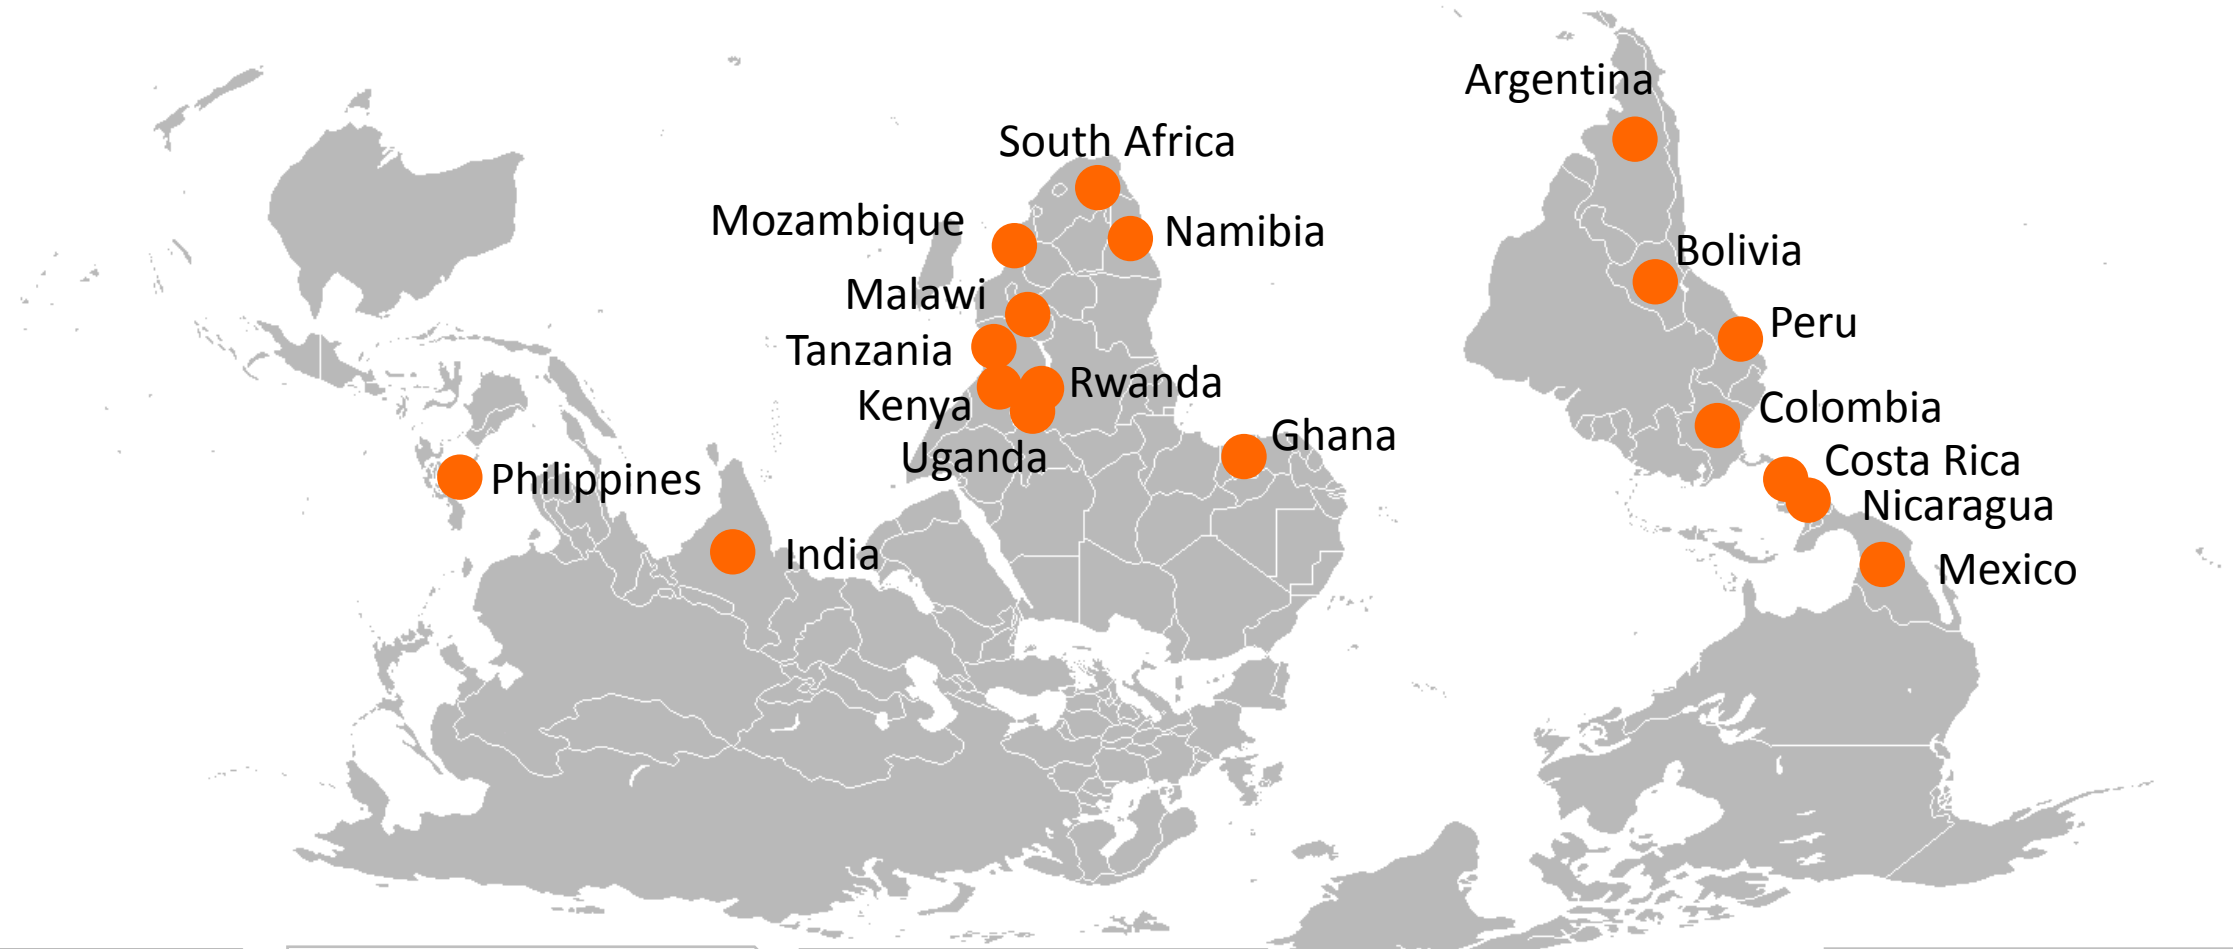 Argentina
South Africa
Mozambique
Namibia
Bolivia
Malawi
Peru
Tanzania
Rwanda
Kenya
Colombia
Ghana
Uganda
Costa Rica
Philippines
Nicaragua
India
Mexico